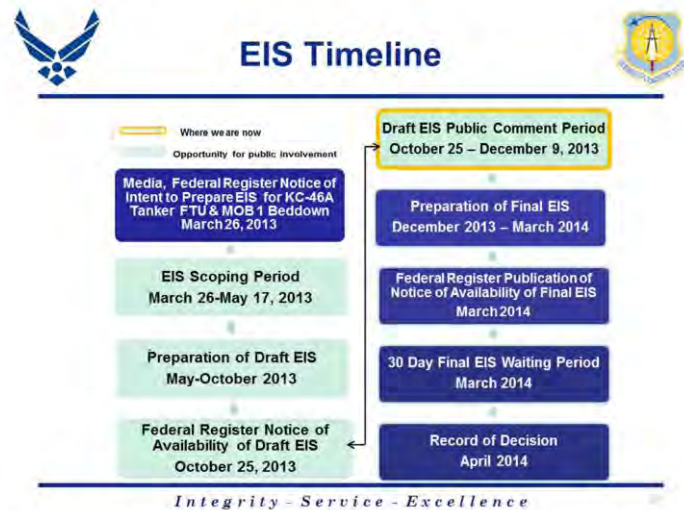 EIS Timeline
Where we are now
Opportunity for public involvement
Media, Federal Register Notice of
Intent to Prepare EIS for KC-46A
Tanker FTU & MOB 1 Beddown
March 26, 2013
EIS Scoping Period
March 26-May 17, 2013
Preparation of Draft EIS
May-October 2013
Federal Register Notice of
Availability of Draft EIS
October 25, 2013
Draft EIS Public Comment Period
October 25 – December 9, 2013
Preparation of Final EIS
December 2013 – March 2014
Federal Register Publication of
Notice of Availability of Final EIS
March 2014
30 Day Final EIS Waiting Period
March 2014
Record of Decision
April 2014
Integrity - Service - Excellence